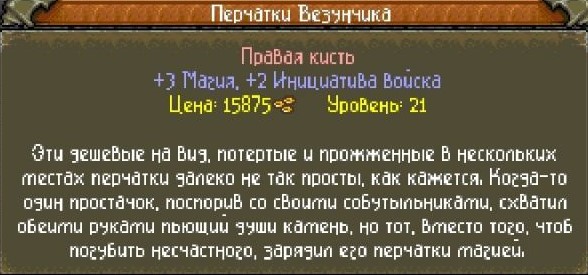 Перчатки Везунчика
Правая кисть
+3 Магия, +2 Инициатива Войска
Цена: 15875 Уровень: 21
Эти дешевые на вид, потертые и прожженные в нескольких
местах перчатки далеко не так просты, как кажется. Когда-то
один простачок, поспорив со своими собутыльниками, схватил
обеими руками пьющий души камень, но тот, вместо того, чтоб
погубить несчастного, зарядил его перчатки магией.